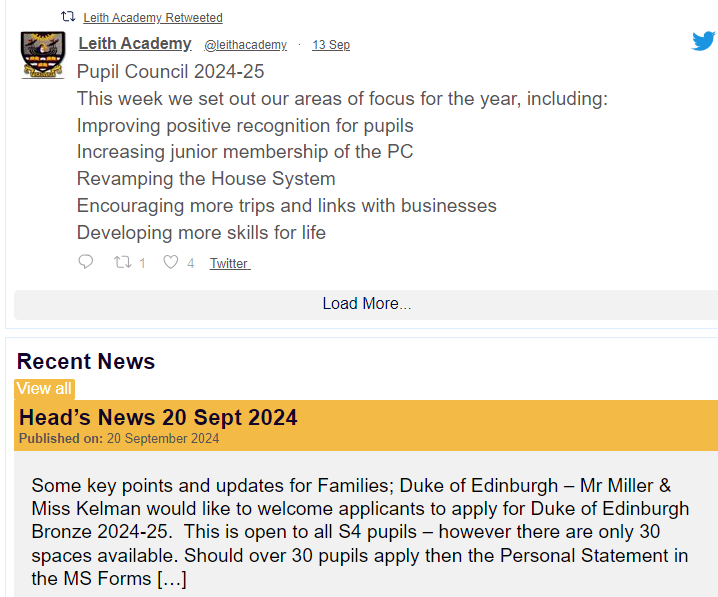 Leith Academy Retweeted
Leith Academy @leithacademy · 13 Sep
Pupil Council 2024-25
This week we set out our areas of focus for the year, including:
Improving positive recognition for pupils
Increasing junior membership of the PC
Revamping the House System
Encouraging more trips and links with businesses
Developing more skills for life
1 4 Twitter
Load More...
Recent News
View all
Head’s News 20 Sept 2024
Published on: 20 September 2024
Some key points and updates for Families; Duke of Edinburgh – Mr Miller &
Miss Kelman would like to welcome applicants to apply for Duke of Edinburgh
Bronze 2024-25.  This is open to all S4 pupils – however there are only 30
spaces available. Should over 30 pupils apply then the Personal Statement in
the MS Forms […]